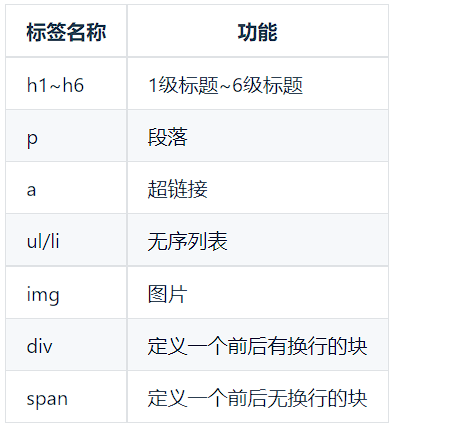 标签名称 功能
h1~h6 1级标题~6级标题
p 段落
a 超链接
ul/li 无序列表
img 图片
div 定义一个前后有换行的块
span 定义一个前后无换行的块